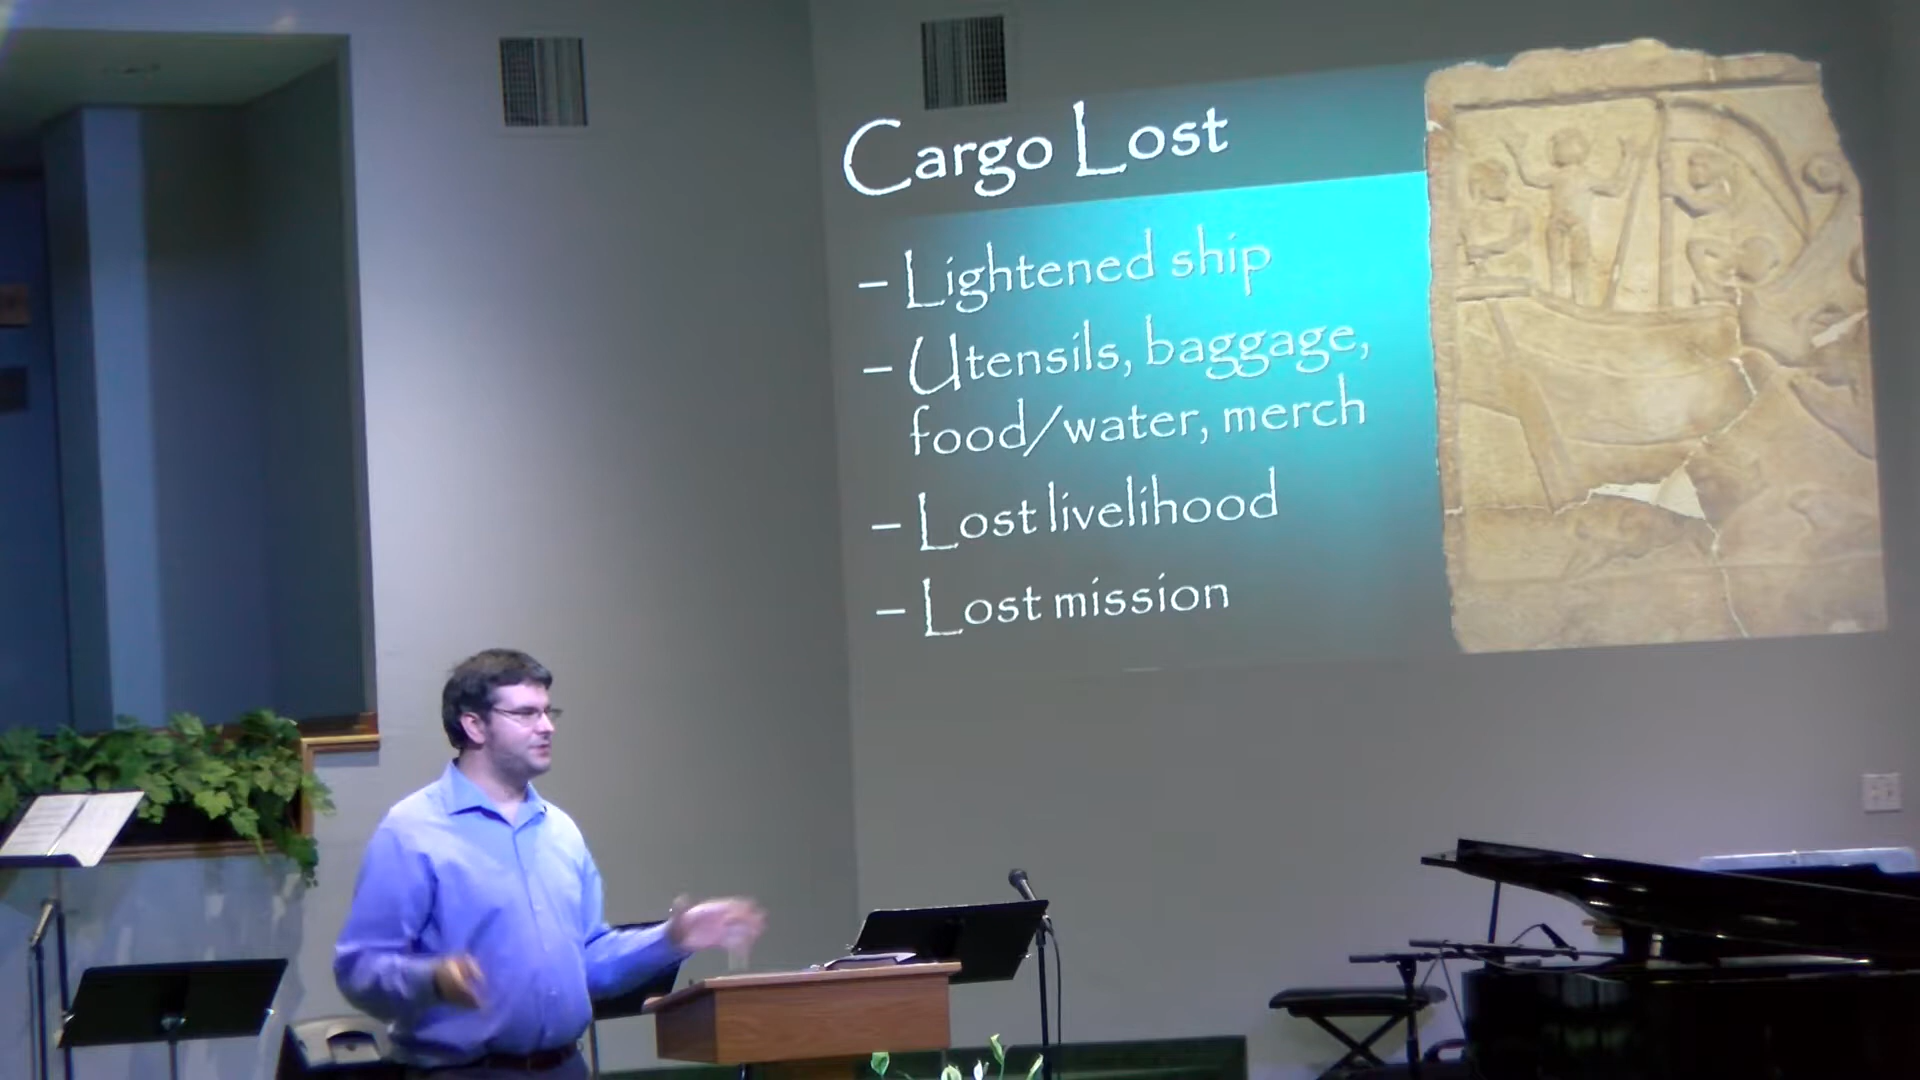 Cargo Lost
– Lightened ship
– Utensils, baggage,
food/water, merch
– Lost livelihood
– Lost mission